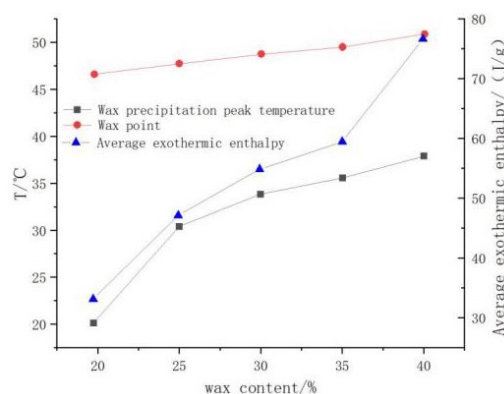 50
45
40
35
30
25
20
T/℃
80
70
60
50
40
30
Average exothermic enthalpy/ (J/g)
Wax precipitation peak temperature
Wax point
Average exothermic enthalpy
20 25 30 35 40
wax content/%